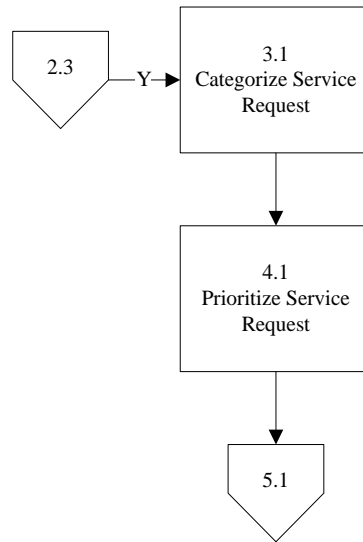 2.3
Y
3.1
Categorize Service
Request
4.1
Prioritize Service
Request
5.1